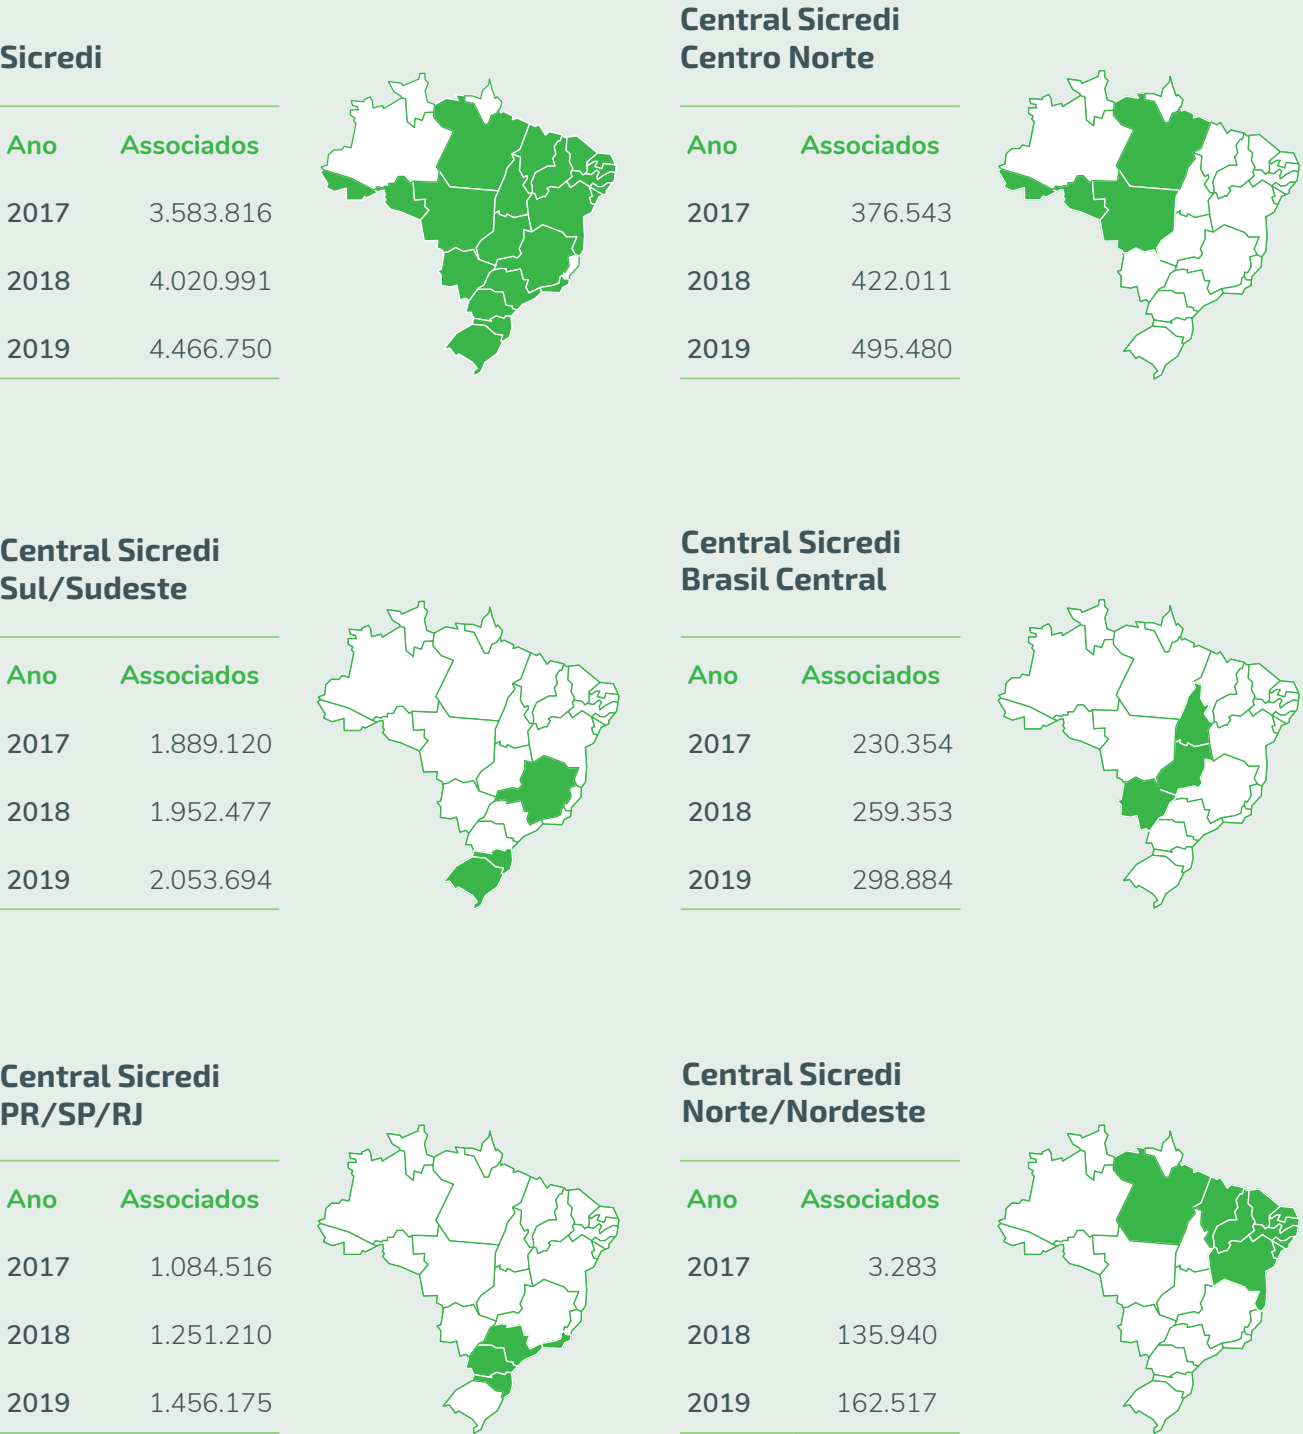 Sicredi
Ano Associados
2017 3.583.816
2018 4.020.991
2019 4.466.750
Central Sicredi
Centro Norte
Ano Associados
2017 376.543
2018 422.011
2019 495.480
Central Sicredi
Sul/Sudeste
Ano Associados
2017 1.889.120
2018 1.952.477
2019 2.053.694
Central Sicredi
Brasil Central
Ano Associados
2017 230.354
2018 259.353
2019 298.884
Central Sicredi
PR/SP/RJ
Ano Associados
2017 1.084.516
2018 1.251.210
2019 1.456.175
Central Sicredi
Norte/Nordeste
Ano Associados
2017 3.283
2018 135.940
2019 162.517